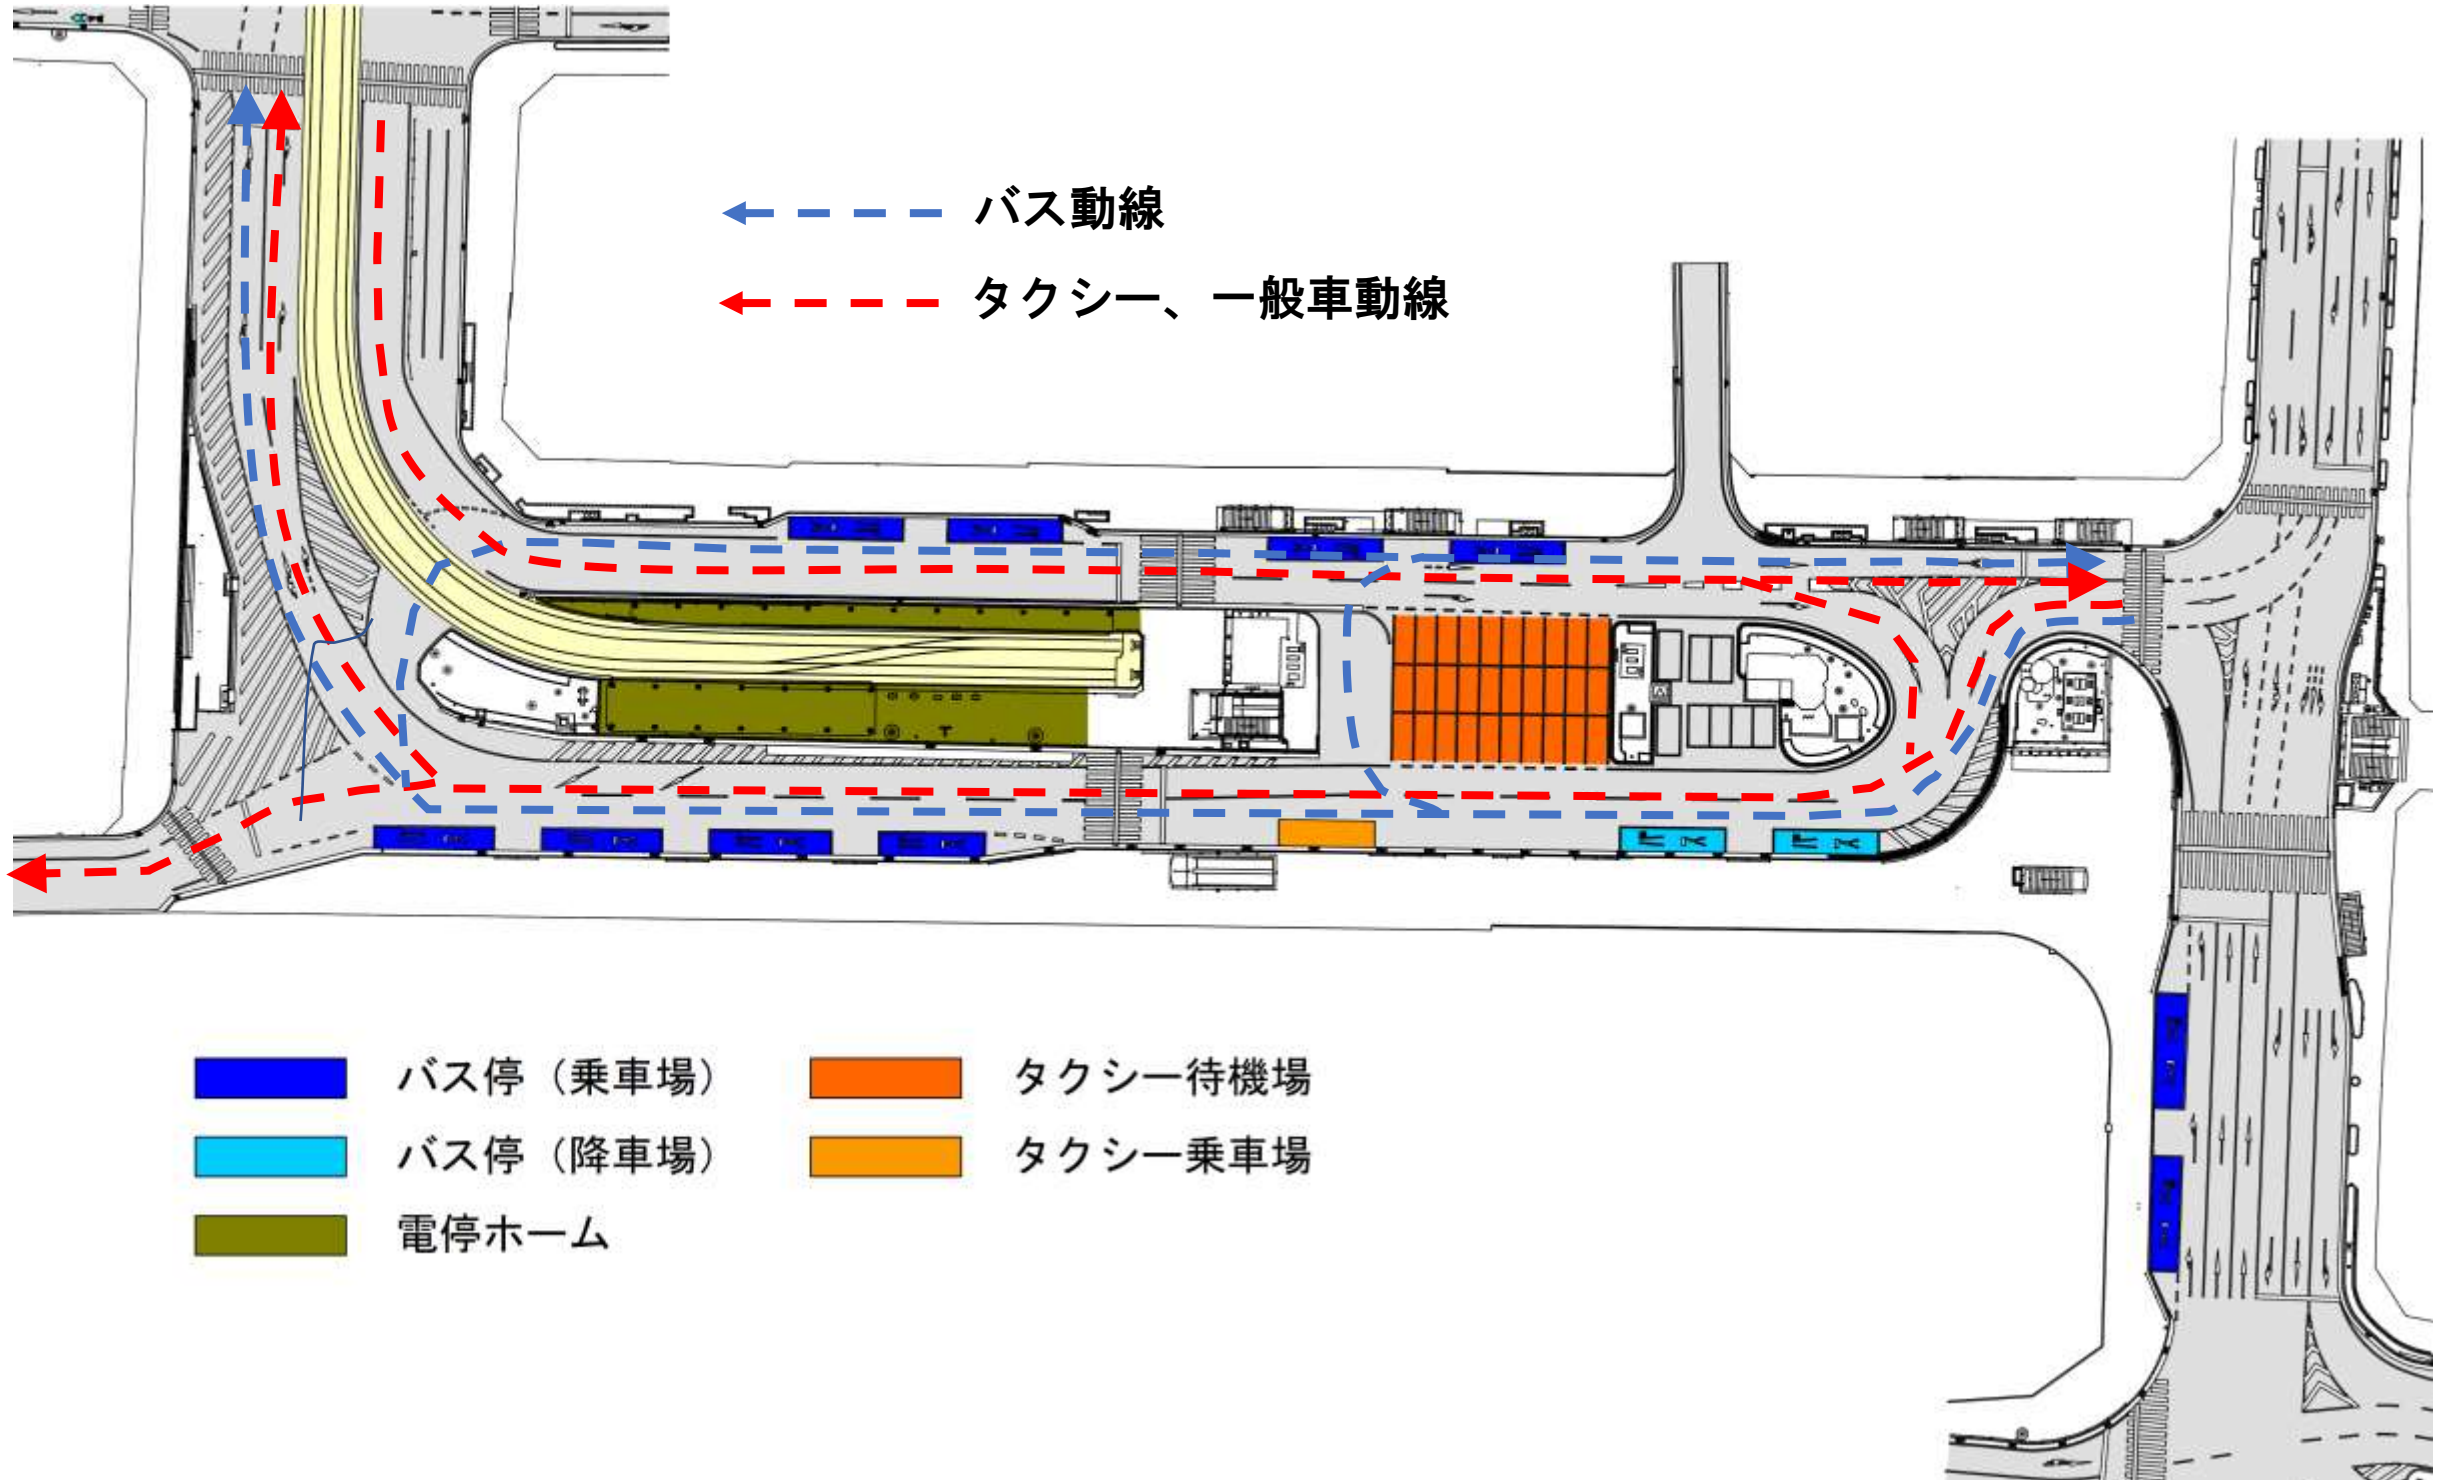 バス動線
タクシー、一般車動線
バス停（乗車場）
タクシー待機場
バス停（降車場）
タクシー乗車場
電停ホーム